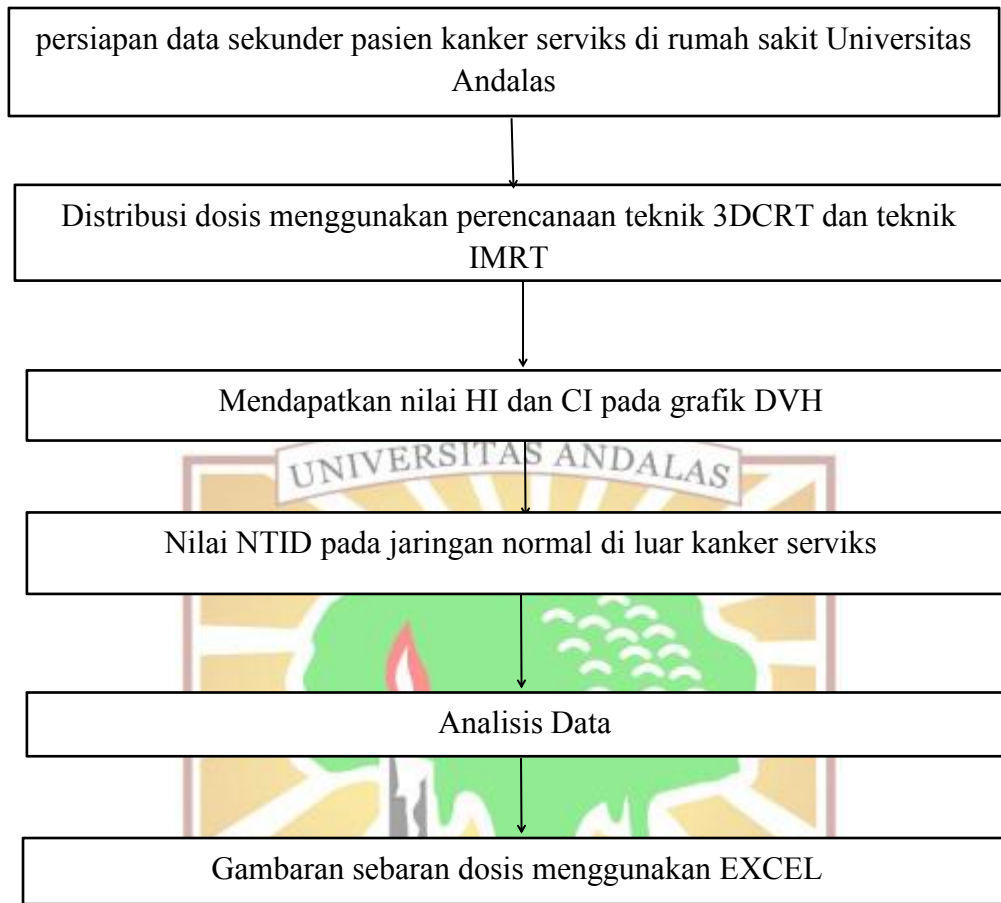 persiapan data sekunder pasien kanker serviks di rumah sakit Universitas
Andalas
Distribusi dosis menggunakan perencanaan teknik 3DCRT dan teknik
IMRT
Mendapatkan nilai HI dan CI pada grafik DVH
UNIVERSITAS ANDALAS
Nilai NTID pada jaringan normal di luar kanker serviks
Analisis Data
Gambaran sebaran dosis menggunakan EXCEL